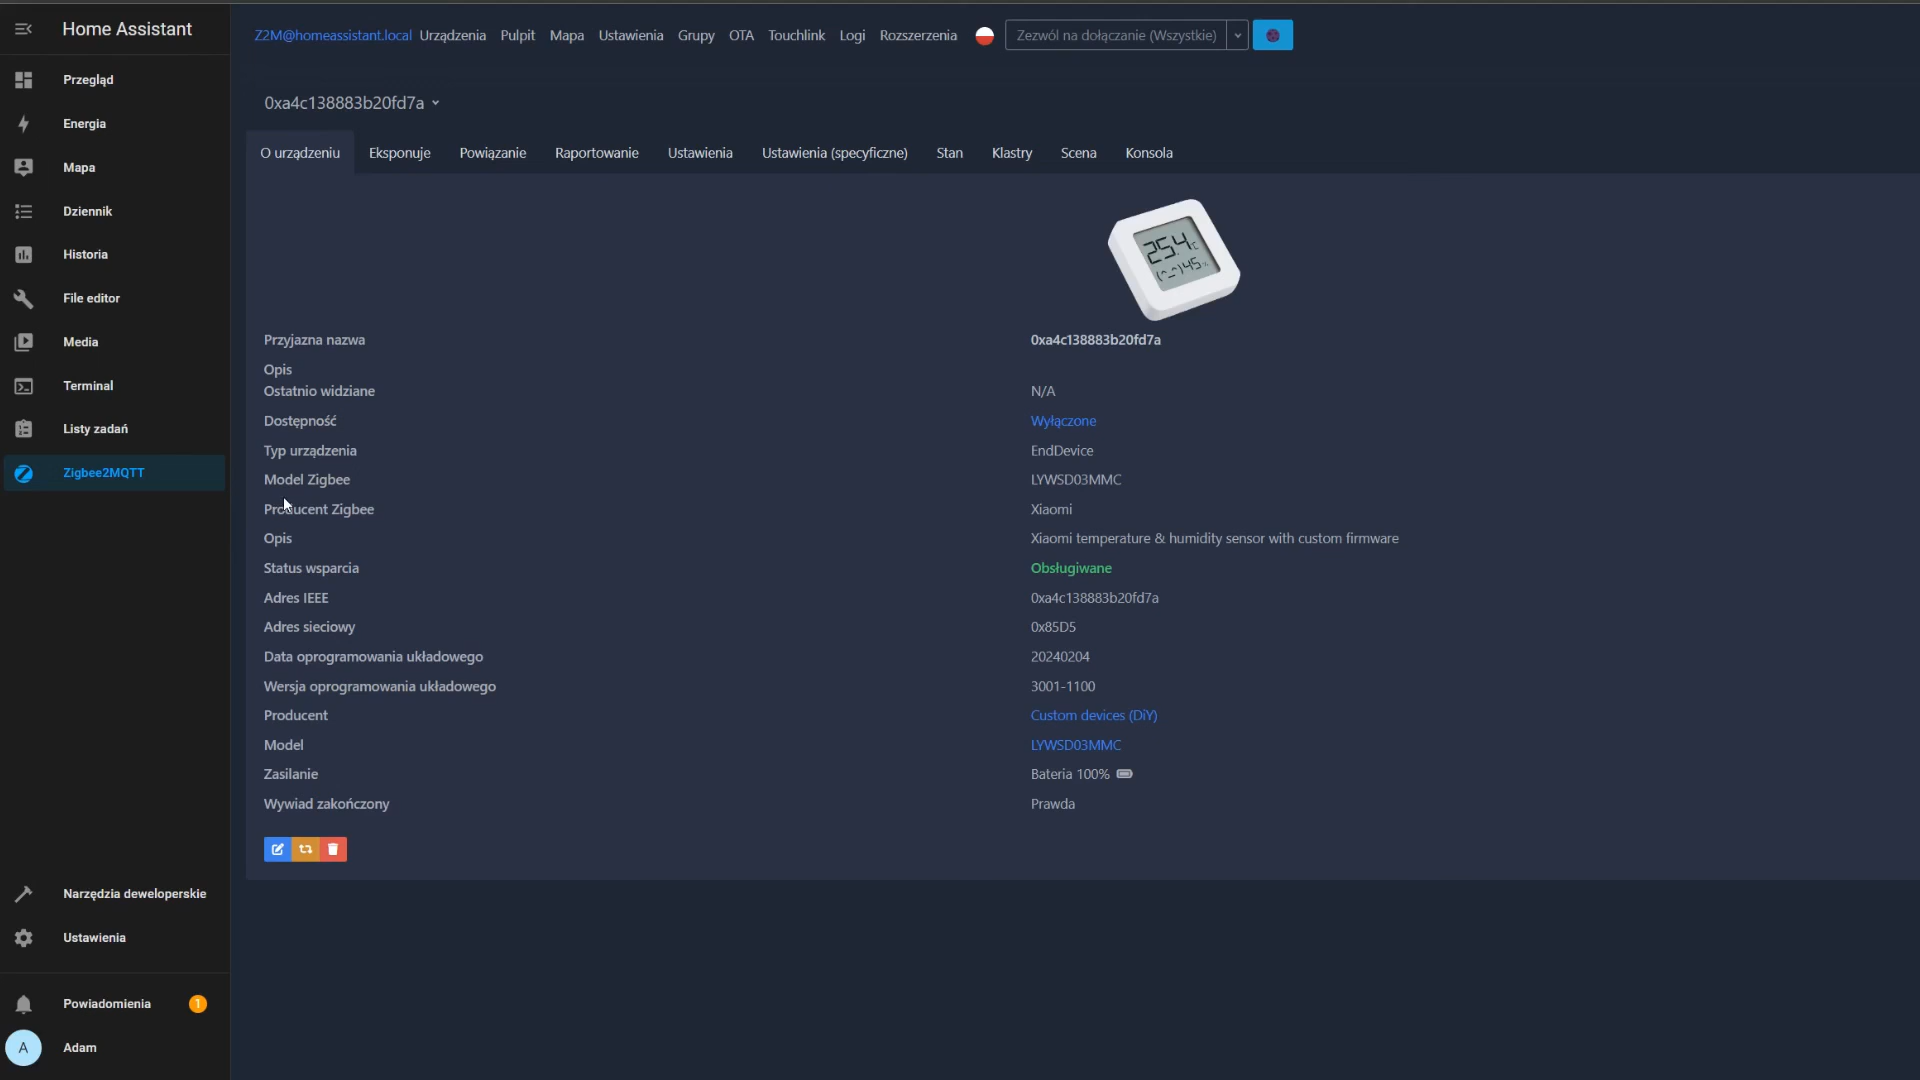 Home Assistant
Przegląd
Energia
Mapa
Dziennik
Historia
File editor
Media
Terminal
Listy zadań
Zigbee2MQTT
Narzędzia deweloperskie
Ustawienia
Powiadomienia 1
A Adam
Z2M@homeassistant.local Urządzenia Pulpit Mapa Ustawienia Grupy OTA Touchlink Logi Rozszerzenia Zezwól na dołączanie (Wszystkie)
0xa4c138883b20fd7a
O urządzeniu Eksponuje Powiązanie Raportowanie Ustawienia Ustawienia (specyficzne) Stan Klastry Scena Konsola
25.4 °C
(^_^) 45 %
Przyjazna nazwa 0xa4c138883b20fd7a
Opis
Ostatnio widziane N/A
Dostępność Wyłączone
Typ urządzenia EndDevice
Model Zigbee LYWSD03MMC
Producent Zigbee Xiaomi
Opis Xiaomi temperature & humidity sensor with custom firmware
Status wsparcia Obsługiwane
Adres IEEE 0xa4c138883b20fd7a
Adres sieciowy 0x85D5
Data oprogramowania układowego 20240204
Wersja oprogramowania układowego 3001-1100
Producent Custom devices (DiY)
Model LYWSD03MMC
Zasilanie Bateria 100%
Wywiad zakończony Prawda